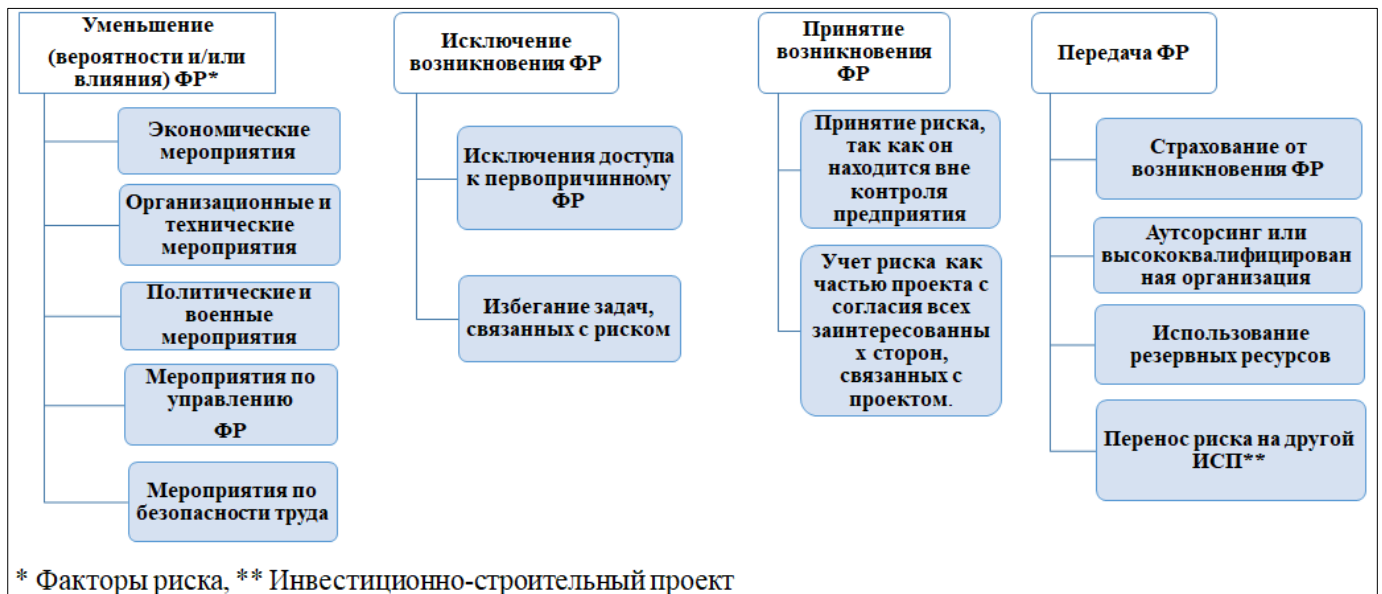 Уменьшение
(вероятности и/или
влияния) ФР*
Экономические
мероприятия
Организационные и
технические
мероприятия
Политические и
военные
мероприятия
Мероприятия по
управлению
ФР
Мероприятия по
безопасности труда
Исключение
возникновения ФР
Исключения доступа
к первопричинному
ФР
Избегание задач,
связанных с риском
Принятие
возникновения
ФР
Принятие риска,
так как он
находится вне
контроля
предприятия
Учет риска как
частью проекта с
согласия всех
заинтересованны
х сторон,
связанных с
проектом.
Передача ФР
Страхование от
возникновения ФР
Аутсорсинг или
высококвалифицирован
ная организация
Использование
резервных ресурсов
Перенос риска на другой
ИСП**
* Факторы риска, ** Инвестиционно-строительный проект